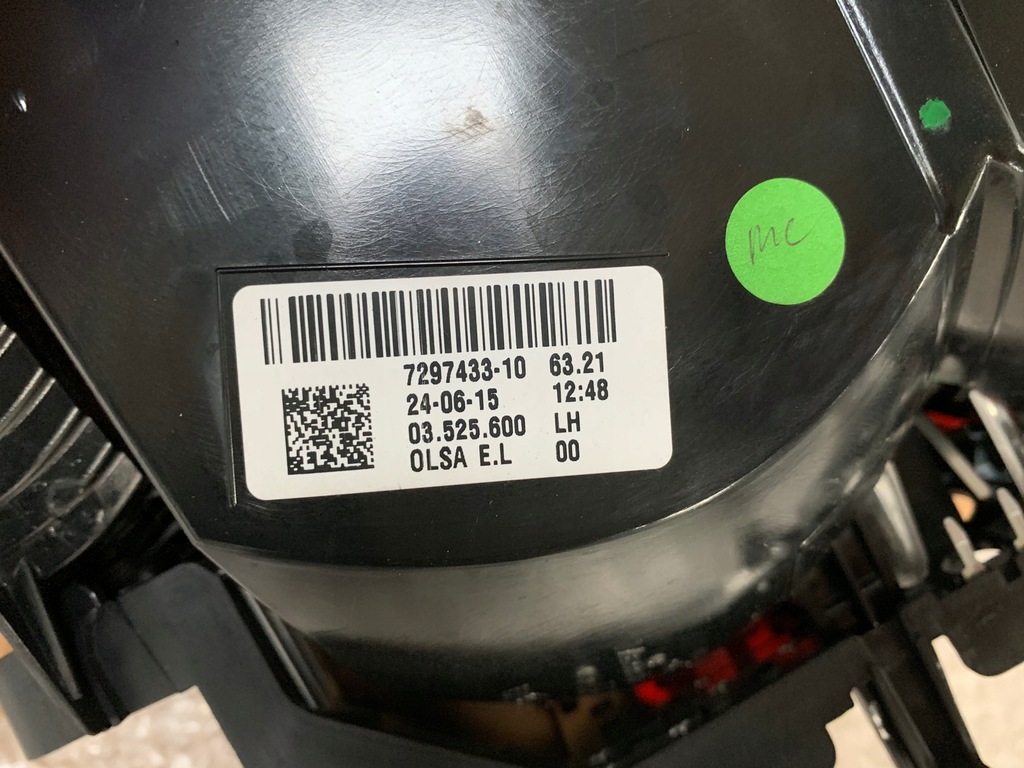 mc
7297433-10 63.21
24-06-15 12:48
03.525.600 LH
OLSA E.L 00